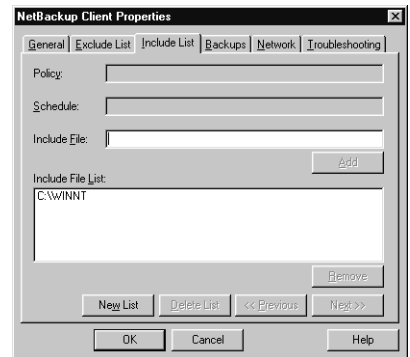 NetBackup Client Properties
General Exclude List Include List Backups Network Troubleshooting
Policy:
Schedule:
Include File:
Add
Include File List:
C:\WINNT
Remove
New List Delete List << Previous Next >>
OK Cancel Help